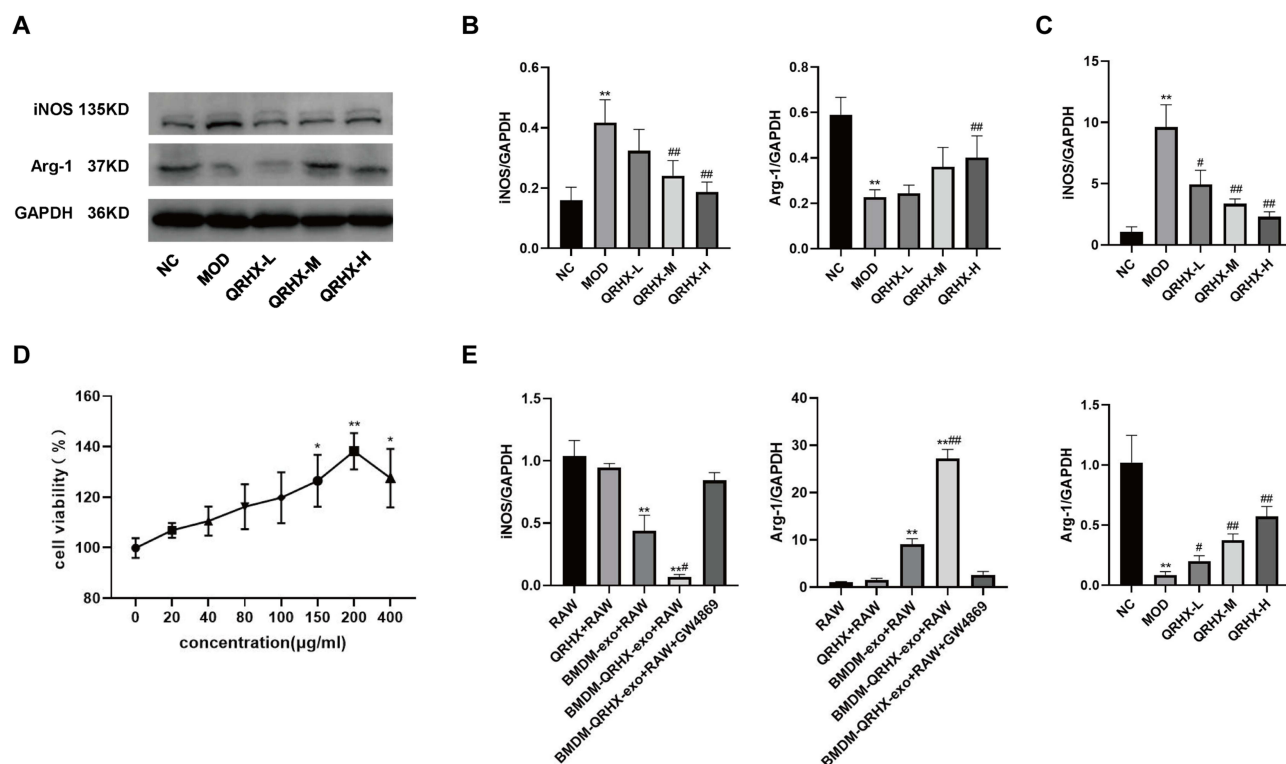 A
iNOS 135KD
Arg-1 37KD
GAPDH 36KD
NC
MOD
QRHX-L
QRHX-M
QRHX-H
B
iNOS/GAPDH
0.6
0.4
0.2
0.0
**
##
##
NC
MOD
QRHX-L
QRHX-M
QRHX-H
Arg-1/GAPDH
0.8
0.6
0.4
0.2
0.0
**
##
NC
MOD
QRHX-L
QRHX-M
QRHX-H
C
iNOS/GAPDH
15
10
5
0
**
#
##
##
NC
MOD
QRHX-L
QRHX-M
QRHX-H
D
cell viability ( % )
160
140
120
100
80
*
**
*
0 20 40 80 100 150 200 400
concentration(μg/ml)
E
iNOS/GAPDH
1.5
1.0
0.5
0.0
**
**#
RAW
QRHX+RAW
BMDM-exo+RAW
BMDM-QRHX-exo+RAW
BMDM-QRHX-exo+RAW+GW4869
Arg-1/GAPDH
40
30
20
10
0
**
**##
RAW
QRHX+RAW
BMDM-exo+RAW
BMDM-QRHX-exo+RAW
BMDM-QRHX-exo+RAW+GW4869
Arg-1/GAPDH
1.5
1.0
0.5
0.0
**
#
##
##
NC
MOD
QRHX-L
QRHX-M
QRHX-H